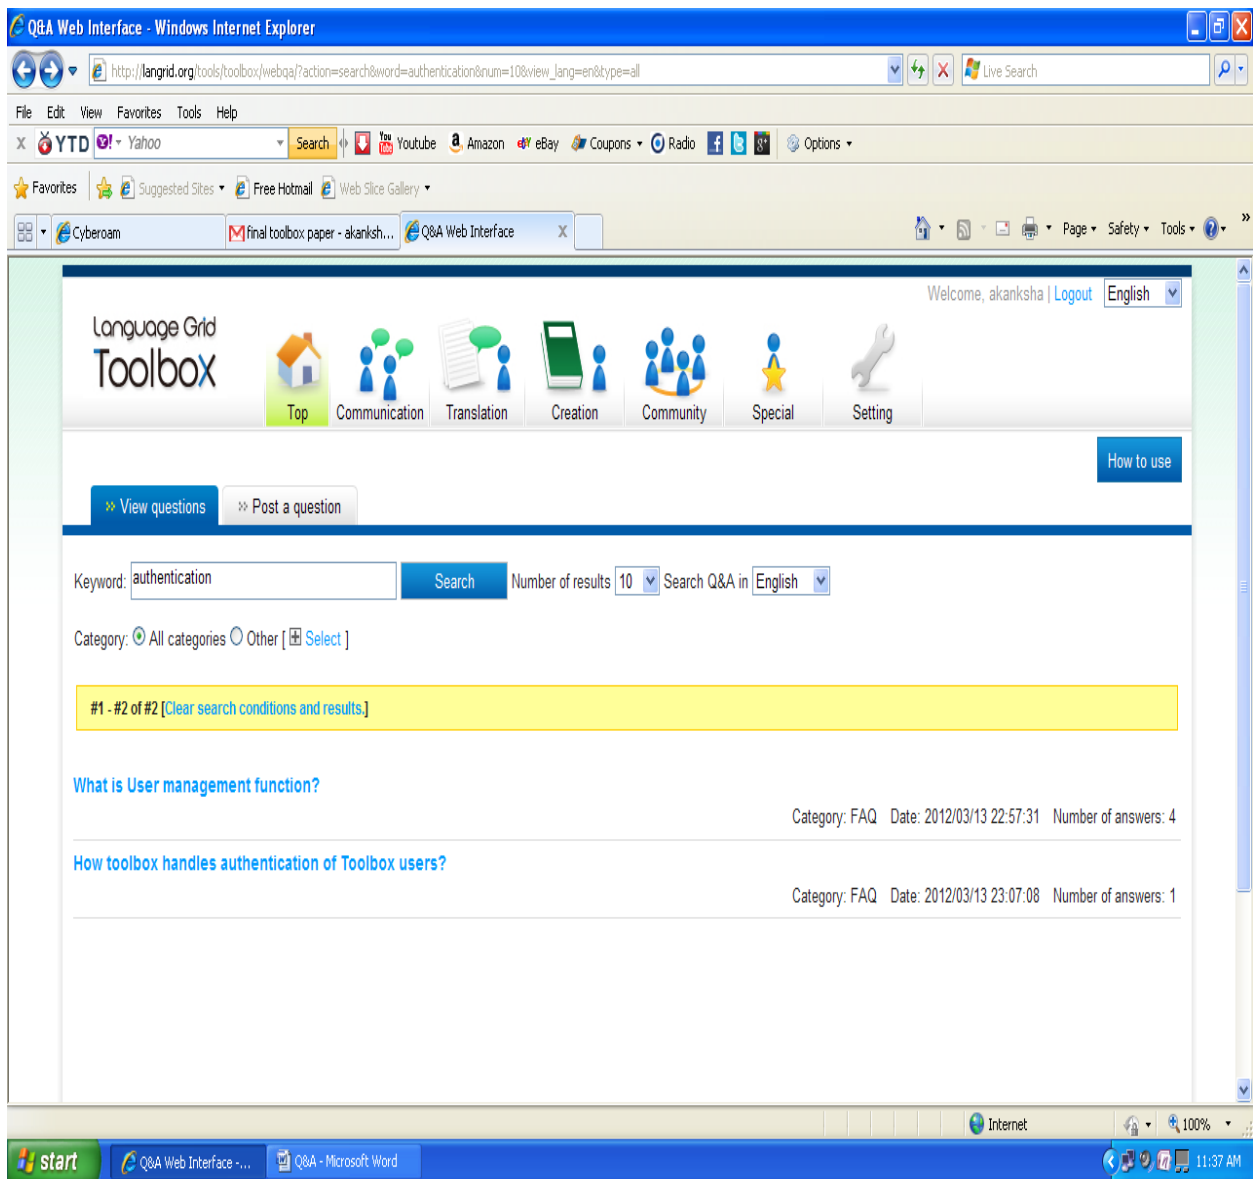 Q&A Web Interface - Windows Internet Explorer
http://langrid.org/tools/toolbox/webqa/?action=search&word=authentication&num=10&view_lang=en&type=all
Live Search
File Edit View Favorites Tools Help
x YTD Yahoo Search Youtube Amazon eBay Coupons Radio Options
Favorites Suggested Sites Free Hotmail Web Slice Gallery
Cyberoam final toolbox paper - akanksh... Q&A Web Interface X Page Safety Tools »
Welcome, akanksha | Logout English
Language Grid
Toolbox
Top Communication Translation Creation Community Special Setting
How to use
» View questions » Post a question
Keyword: authentication Search Number of results 10 Search Q&A in English
Category: All categories Other [ Select ]
#1 - #2 of #2 [Clear search conditions and results.]
What is User management function?
Category: FAQ Date: 2012/03/13 22:57:31 Number of answers: 4
How toolbox handles authentication of Toolbox users?
Category: FAQ Date: 2012/03/13 23:07:08 Number of answers: 1
Internet 100%
start Q&A Web Interface -... Q&A - Microsoft Word 11:37 AM